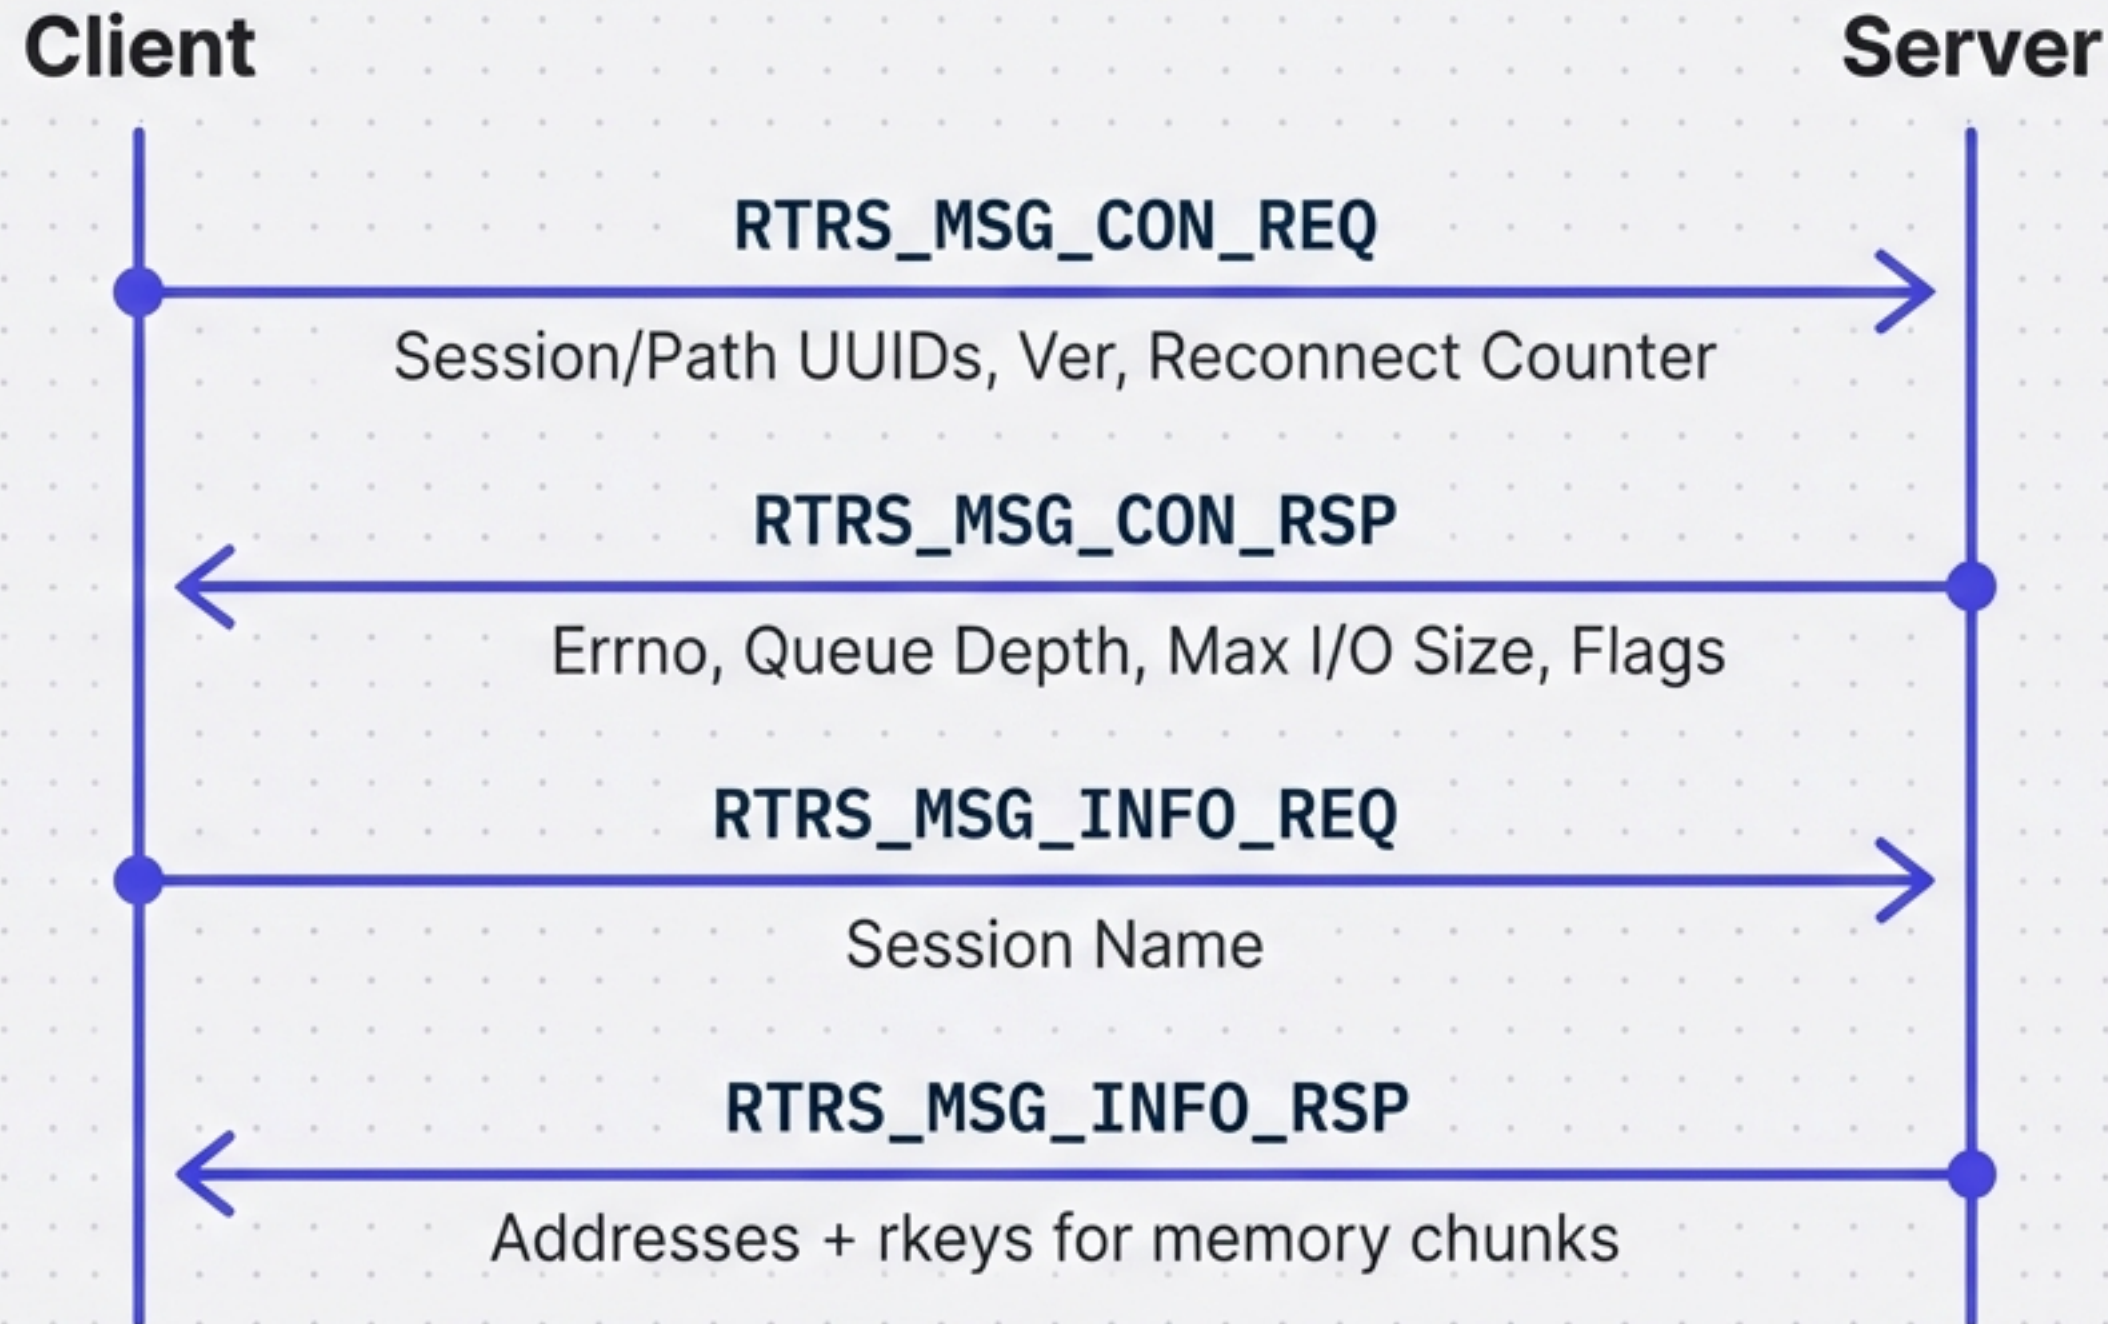 Client
Server
RTRS_MSG_CON_REQ
Session/Path UUIDs, Ver, Reconnect Counter
RTRS_MSG_CON_RSP
Errno, Queue Depth, Max I/O Size, Flags
RTRS_MSG_INFO_REQ
Session Name
RTRS_MSG_INFO_RSP
Addresses + rkeys for memory chunks